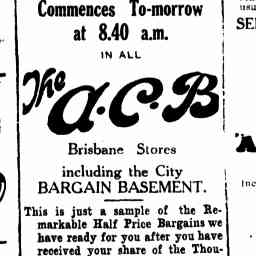 Commences To-morrow
at 8.40 a.m.
IN ALL
The A.C.B
Brisbane Stores
including the City
BARGAIN BASEMENT.
This is just a sample of the Re-
markable Half Price Bargains we
have ready for you after you have
received your share of the Thou-